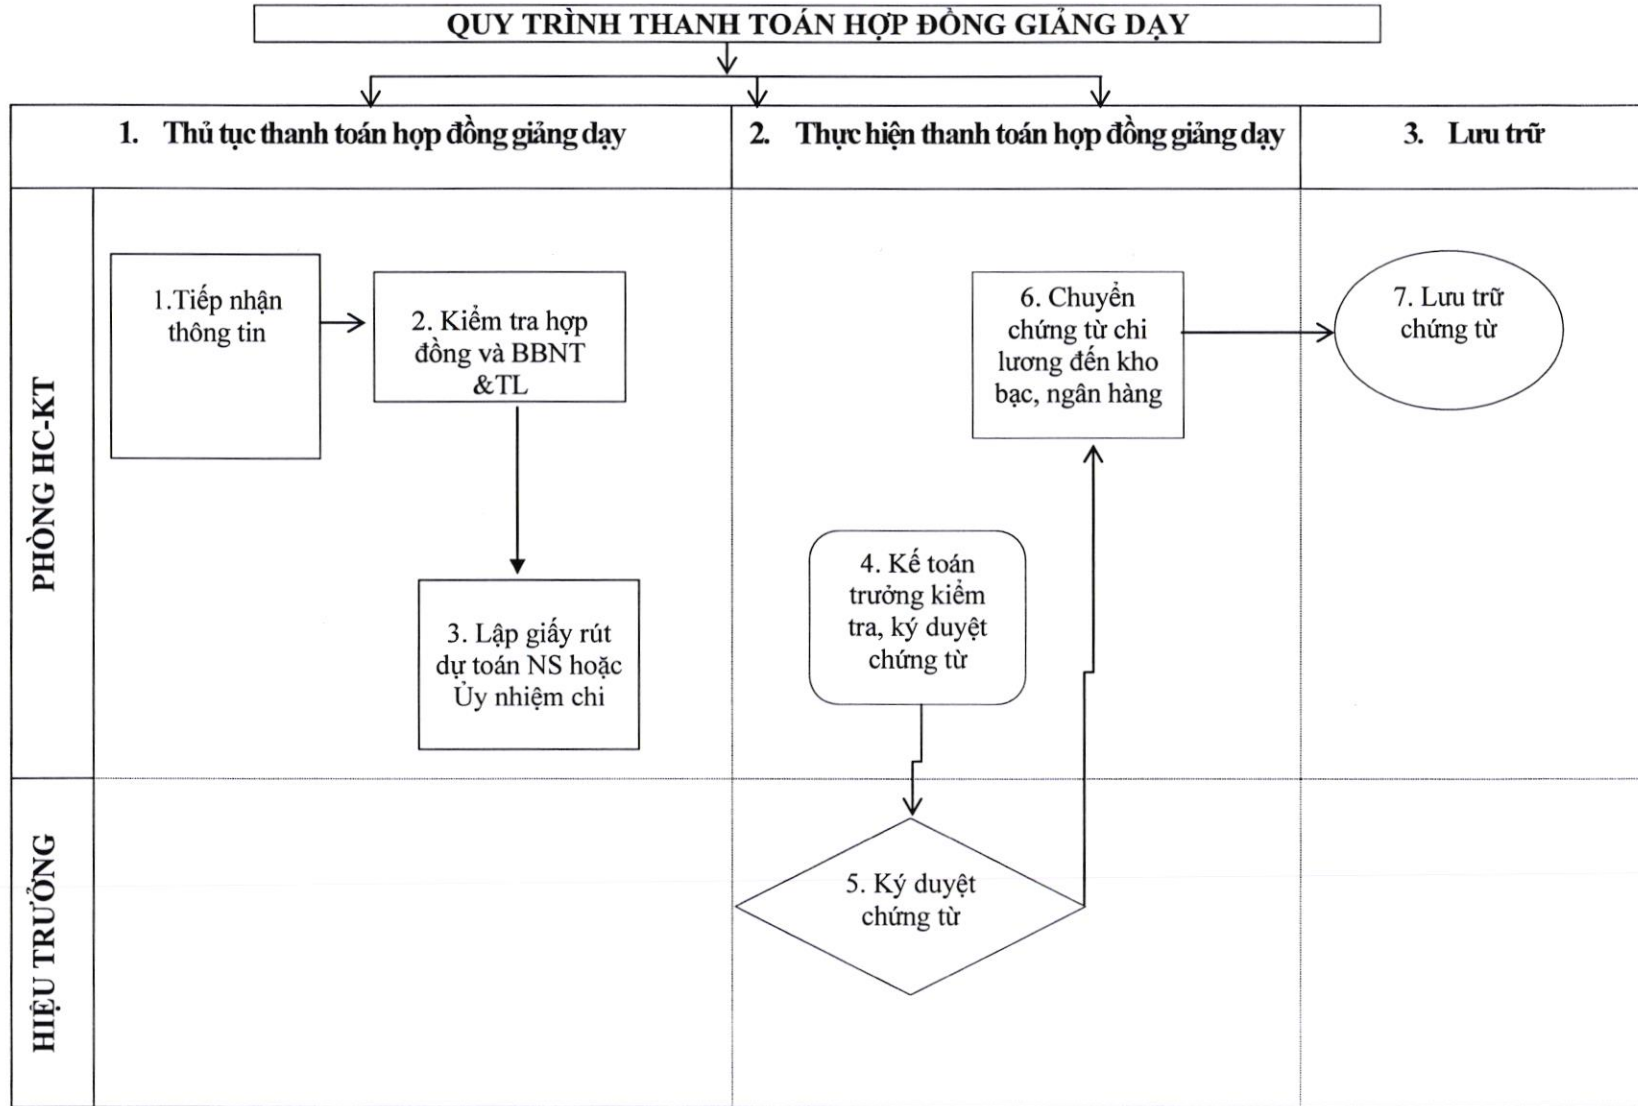 QUY TRÌNH THANH TOÁN HỢP ĐỒNG GIẢNG DẠY
1. Thủ tục thanh toán hợp đồng giảng dạy
2. Thực hiện thanh toán hợp đồng giảng dạy
3. Lưu trữ
PHÒNG HC-KT
1.Tiếp nhận
thông tin
2. Kiểm tra hợp
đồng và BBNT
&TL
3. Lập giấy rút
dự toán NS hoặc
Ủy nhiệm chi
4. Kế toán
trưởng kiểm
tra, ký duyệt
chứng từ
6. Chuyển
chứng từ chi
lương đến kho
bạc, ngân hàng
7. Lưu trữ
chứng từ
HIỆU TRƯỞNG
5. Ký duyệt
chứng từ